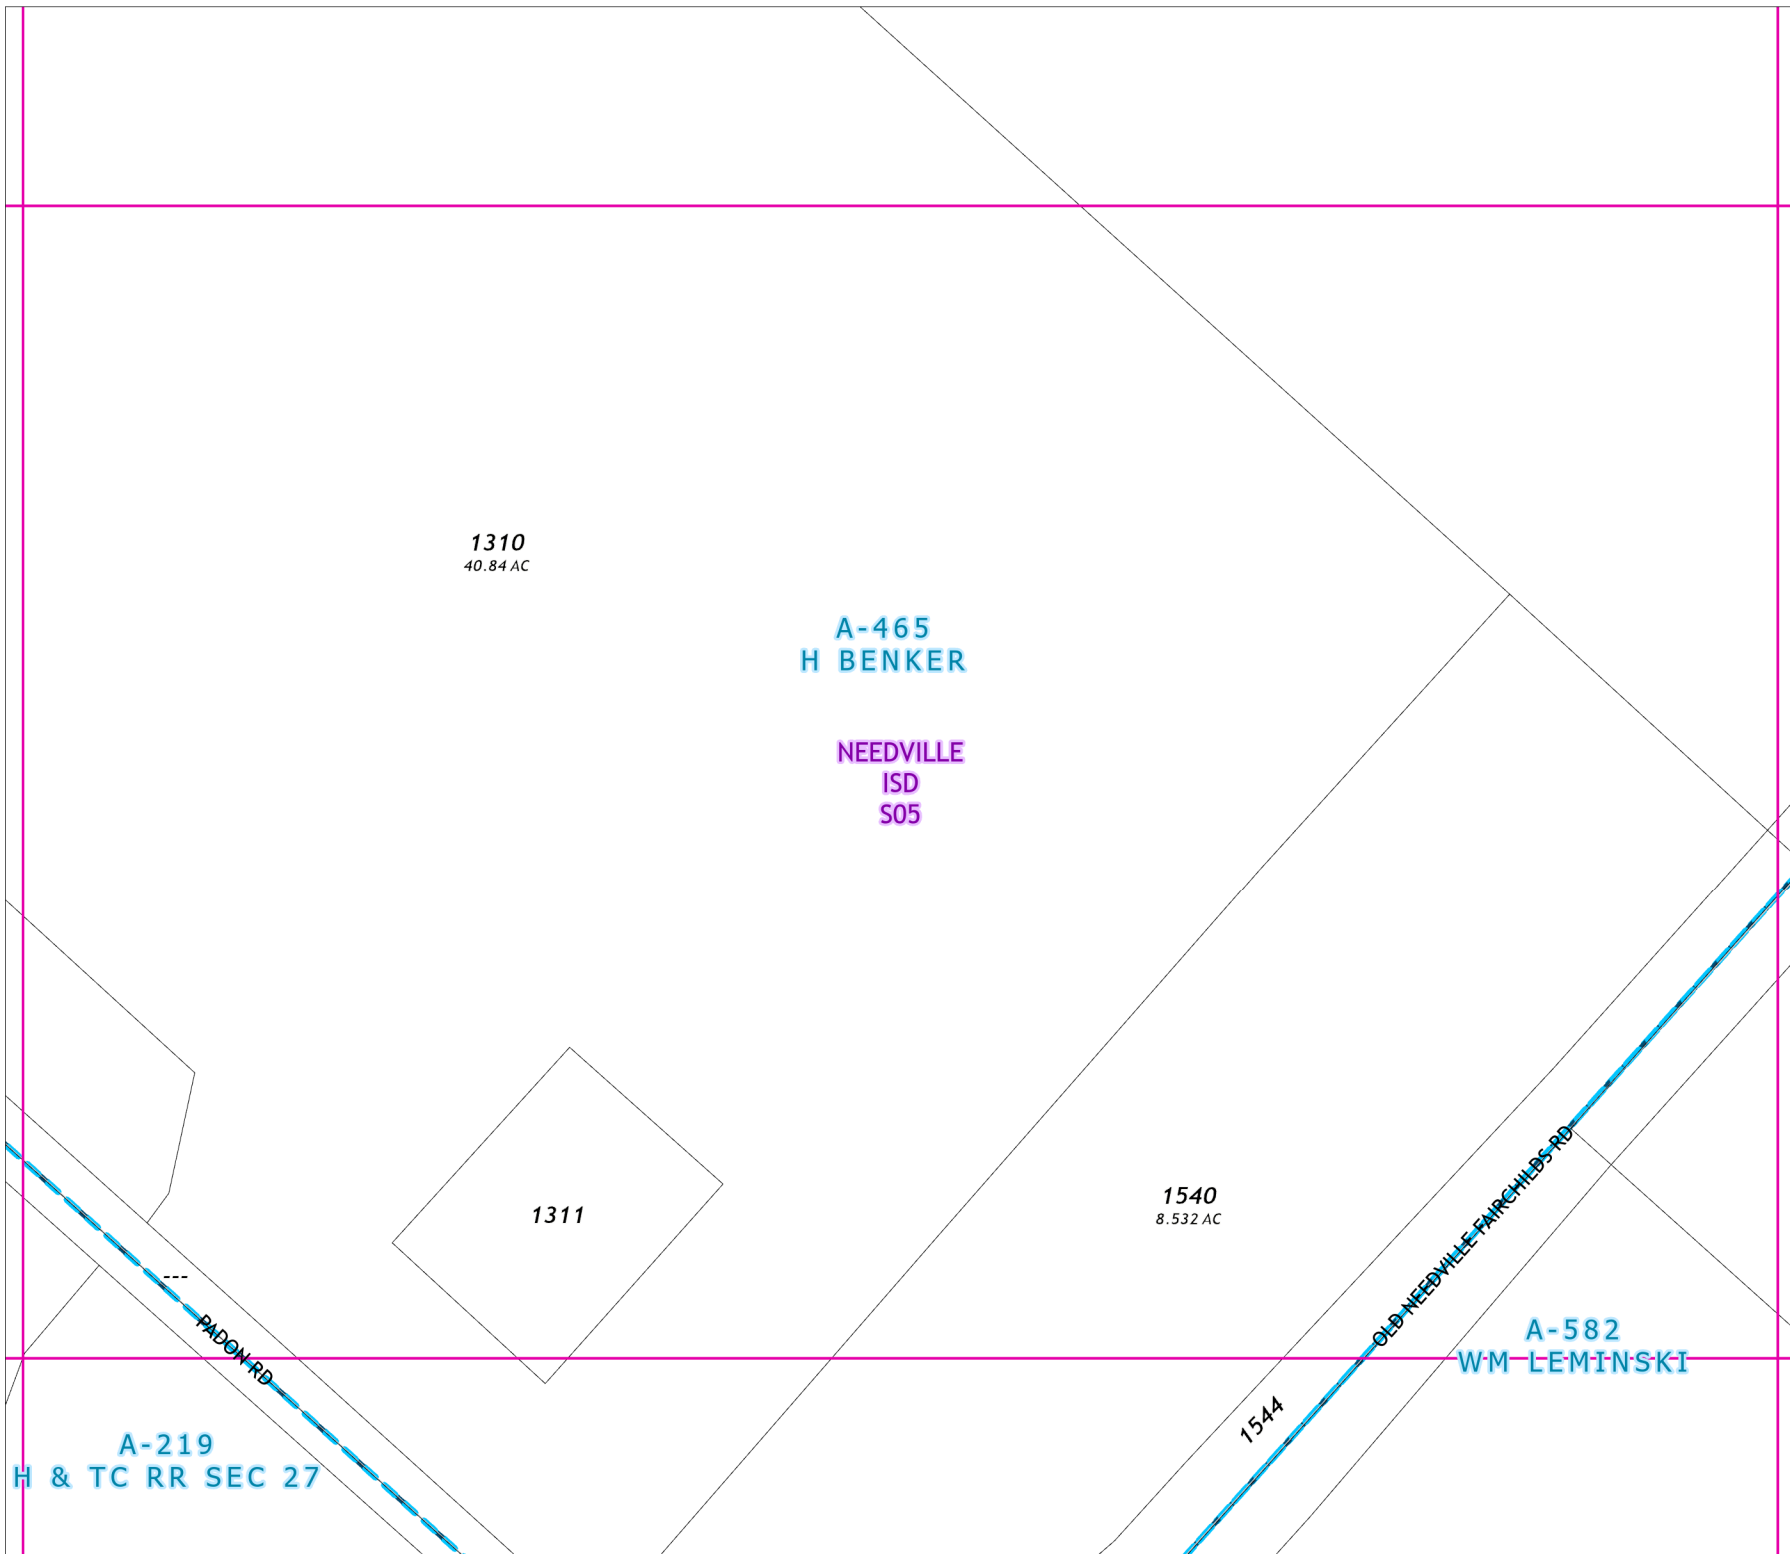 1310
40.84 AC
A-465
H BENKER
NEEDVILLE
ISD
S05
1311
1540
8.532 AC
OLD NEEDVILLE FAIRCHILDS RD
---
PADON RD
A-582
WM LEMINSKI
1544
A-219
H & TC RR SEC 27